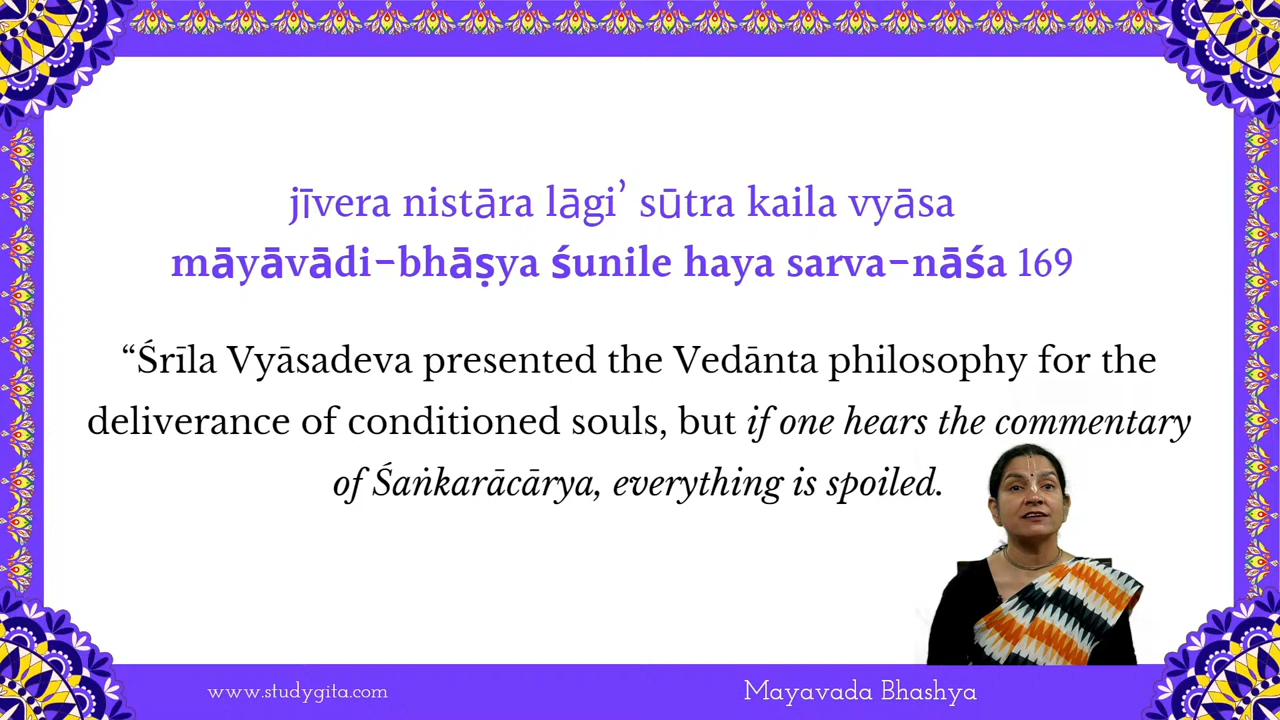 jīvera nistāra lāgi’ sūtra kaila vyāsa
māyāvādi-bhāṣya śunile haya sarva-nāśa 169
“Śrīla Vyāsadeva presented the Vedānta philosophy for the
deliverance of conditioned souls, but if one hears the commentary
of Śaṅkarācārya, everything is spoiled.
www.studygita.com
Mayavada Bhashya